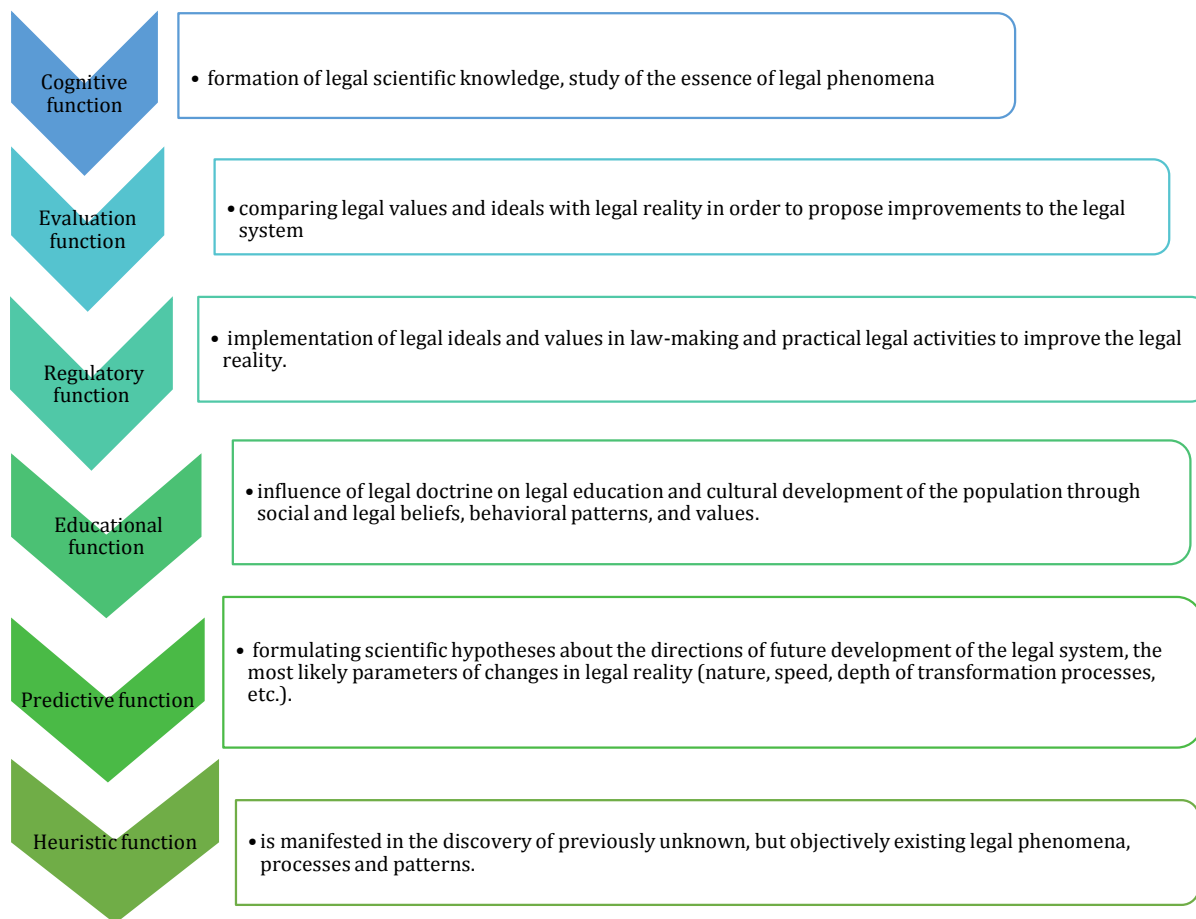 Cognitive
function
• formation of legal scientific knowledge, study of the essence of legal phenomena
Evaluation
function
• comparing legal values and ideals with legal reality in order to propose improvements to the legal
system
Regulatory
function
• implementation of legal ideals and values in law-making and practical legal activities to improve the legal
reality.
Educational
function
• influence of legal doctrine on legal education and cultural development of the population through
social and legal beliefs, behavioral patterns, and values.
Predictive function
• formulating scientific hypotheses about the directions of future development of the legal system, the
most likely parameters of changes in legal reality (nature, speed, depth of transformation processes,
etc.).
Heuristic function
• is manifested in the discovery of previously unknown, but objectively existing legal phenomena,
processes and patterns.